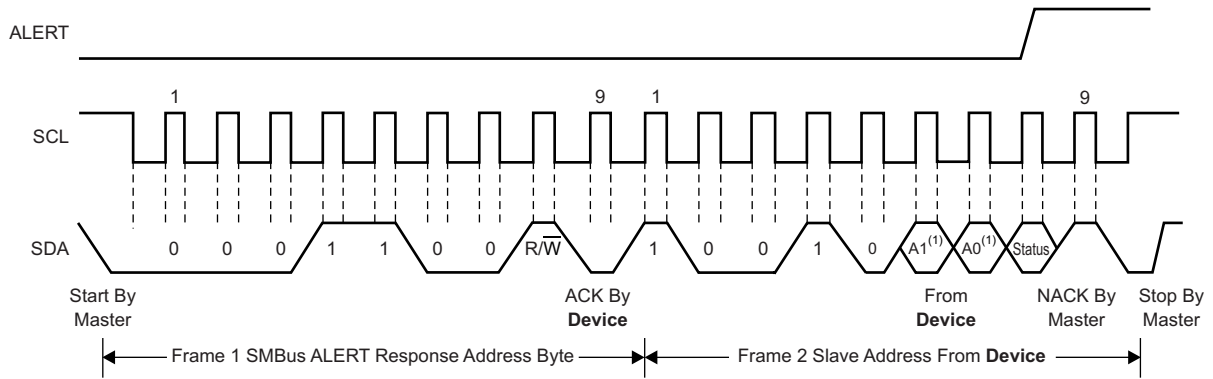 ALERT
1 9 1 9
SCL
SDA 0 0 0 1 1 0 0 R/W 1 0 0 1 0 A1(1) A0(1) Status
Start By
Master
ACK By
Device
From
Device
NACK By
Master
Stop By
Master
Frame 1 SMBus ALERT Response Address Byte
Frame 2 Slave Address From Device